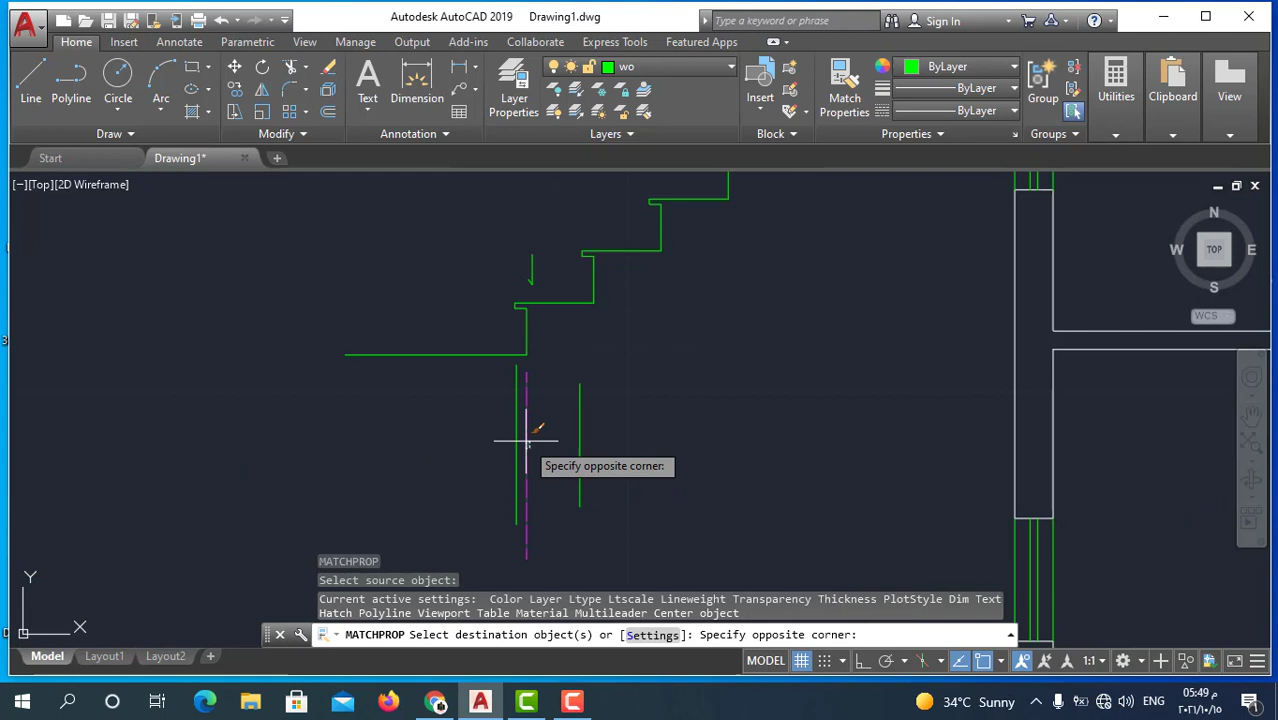 Autodesk AutoCAD 2019 Drawing1.dwg
Type a keyword or phrase
Sign In
Home Insert Annotate Parametric View Manage Output Add-ins Collaborate Express Tools Featured Apps
wo
ByLayer
ByLayer
ByLayer
Line Polyline Circle Arc
Text Dimension
Layer Properties
Insert
Match Properties
Group
Utilities
Clipboard
View
Draw Modify Annotation Layers Block Properties Groups
Start Drawing1*
[−][Top][2D Wireframe]
N
W TOP E
S
WCS
Specify opposite corner:
MATCHPROP
Select source object:
Current active settings: Color Layer Ltype Ltscale Lineweight Transparency Thickness PlotStyle Dim Text
Hatch Polyline Viewport Table Material Multileader Center object
MATCHPROP Select destination object(s) or [Settings]: Specify opposite corner:
Y
X
Model Layout1 Layout2
MODEL
1:1
34°C Sunny
ENG
05:49 م
٢٠٢١/١٠/١٥